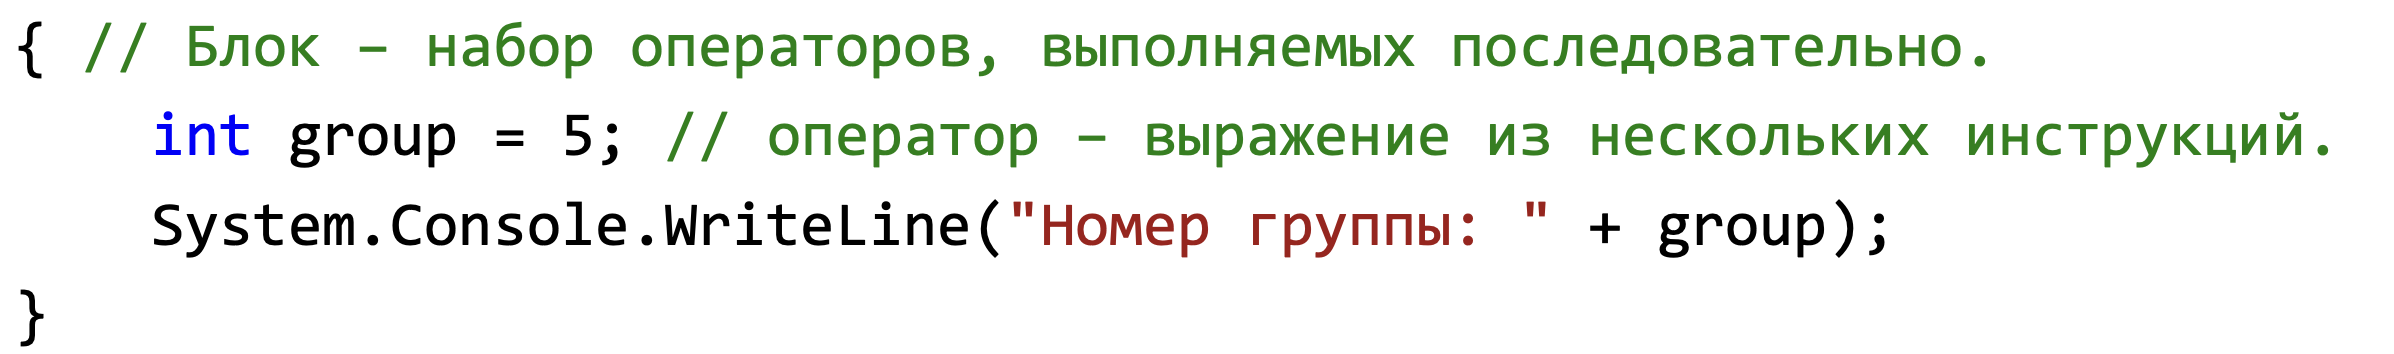 { // Блок – набор операторов, выполняемых последовательно.
int group = 5; // оператор – выражение из нескольких инструкций.
System.Console.WriteLine("Номер группы: " + group);
}